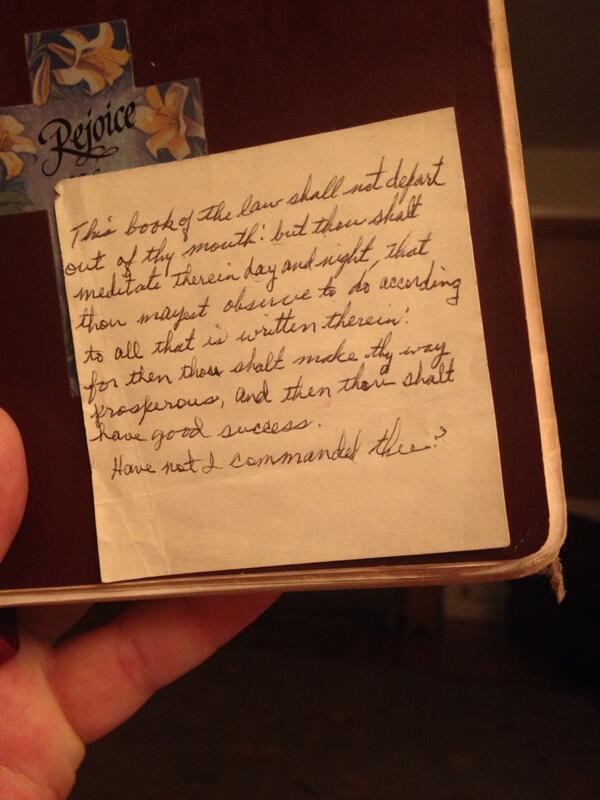 Rejoice
This book of the law shall not depart
out of thy mouth: but thou shalt
meditate therein day and night, that
thou mayest observe to do according
to all that is written therein:
for then thou shalt make thy way
prosperous, and then thou shalt
have good success.
Have not I commanded thee?